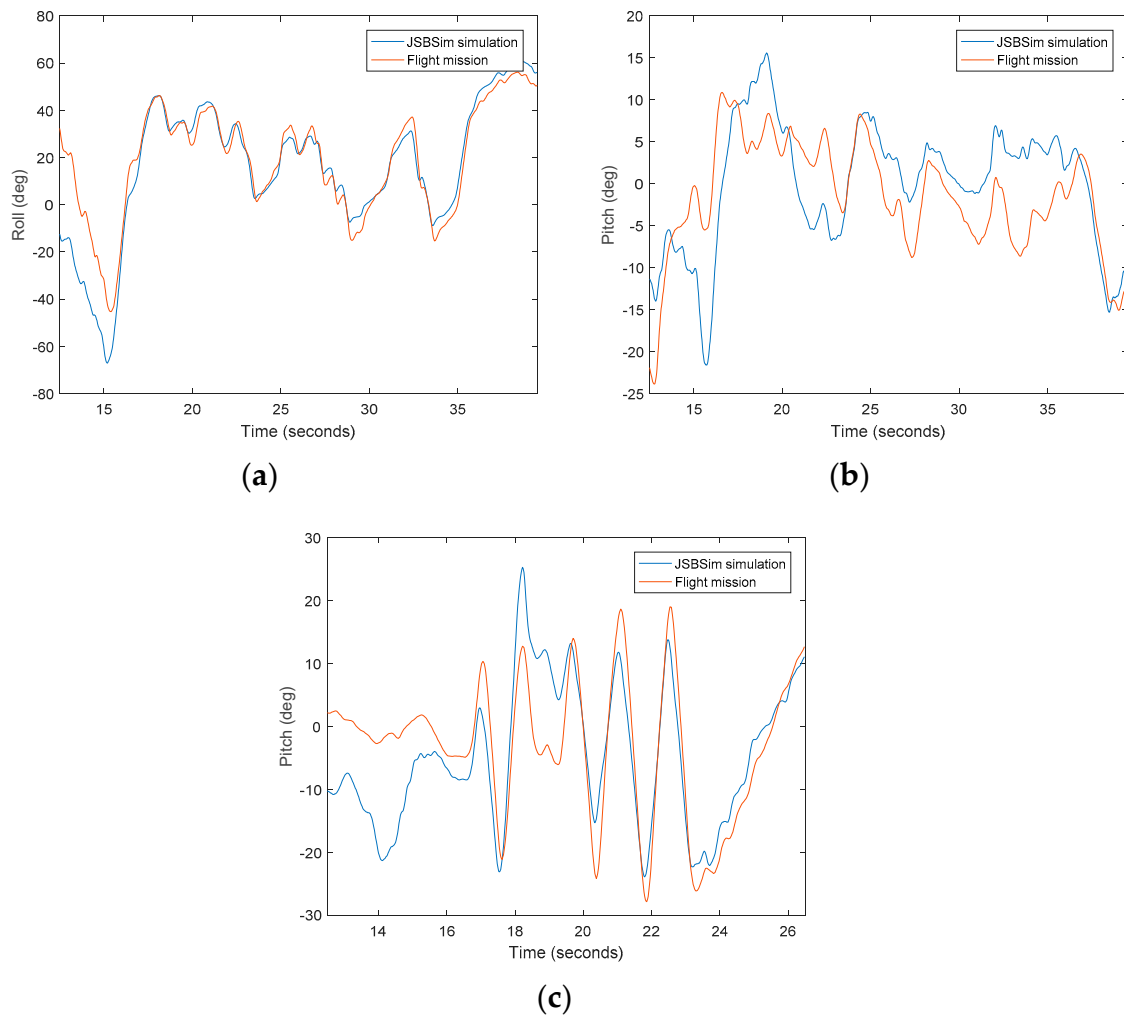 80
60
40
20
0
-20
-40
-60
-80
Roll (deg)
JSBSim simulation
Flight mission
15 20 25 30 35
Time (seconds)
(a)
20
15
10
5
0
-5
-10
-15
-20
-25
Pitch (deg)
JSBSim simulation
Flight mission
15 20 25 30 35
Time (seconds)
(b)
30
20
10
0
-10
-20
-30
Pitch (deg)
JSBSim simulation
Flight mission
14 16 18 20 22 24 26
Time (seconds)
(c)